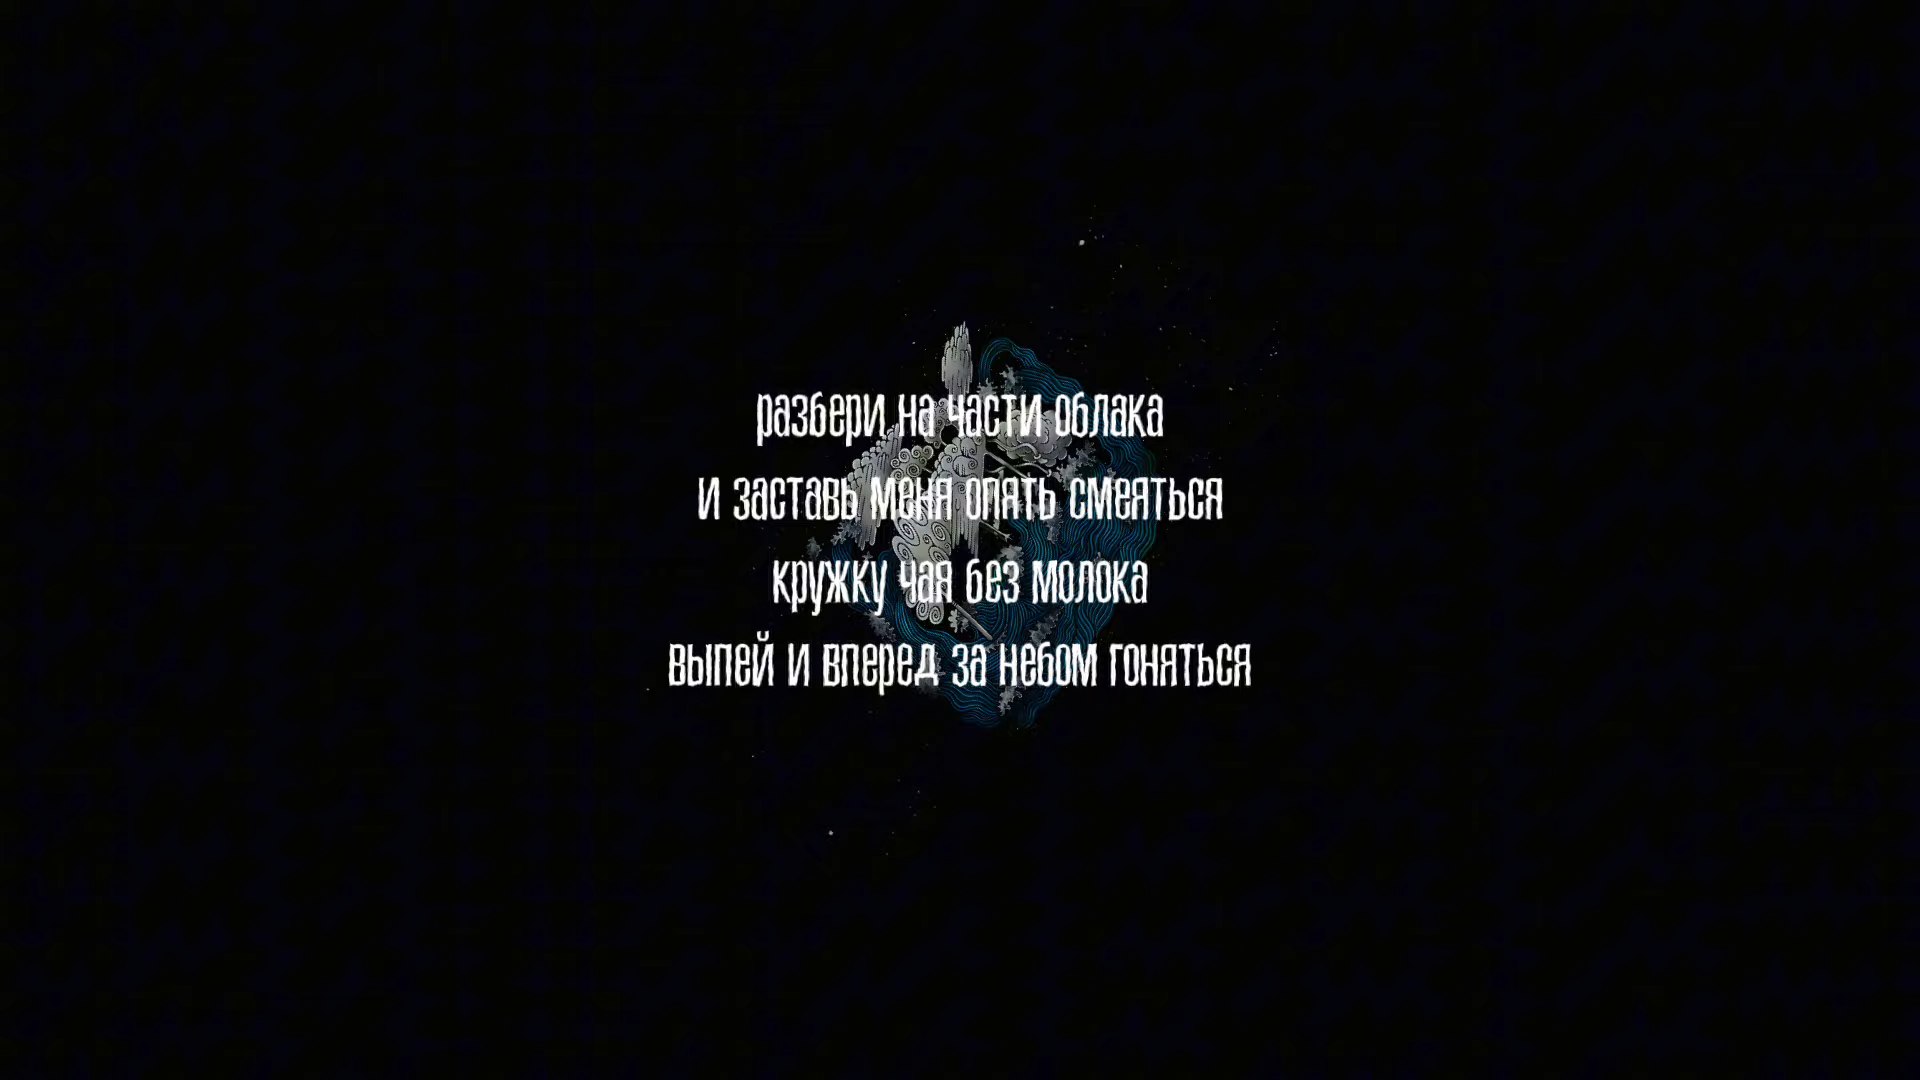 разбери на части облака
и заставь меня опять смеяться
кружку чая без молока
выпей и вперед за небом гоняться